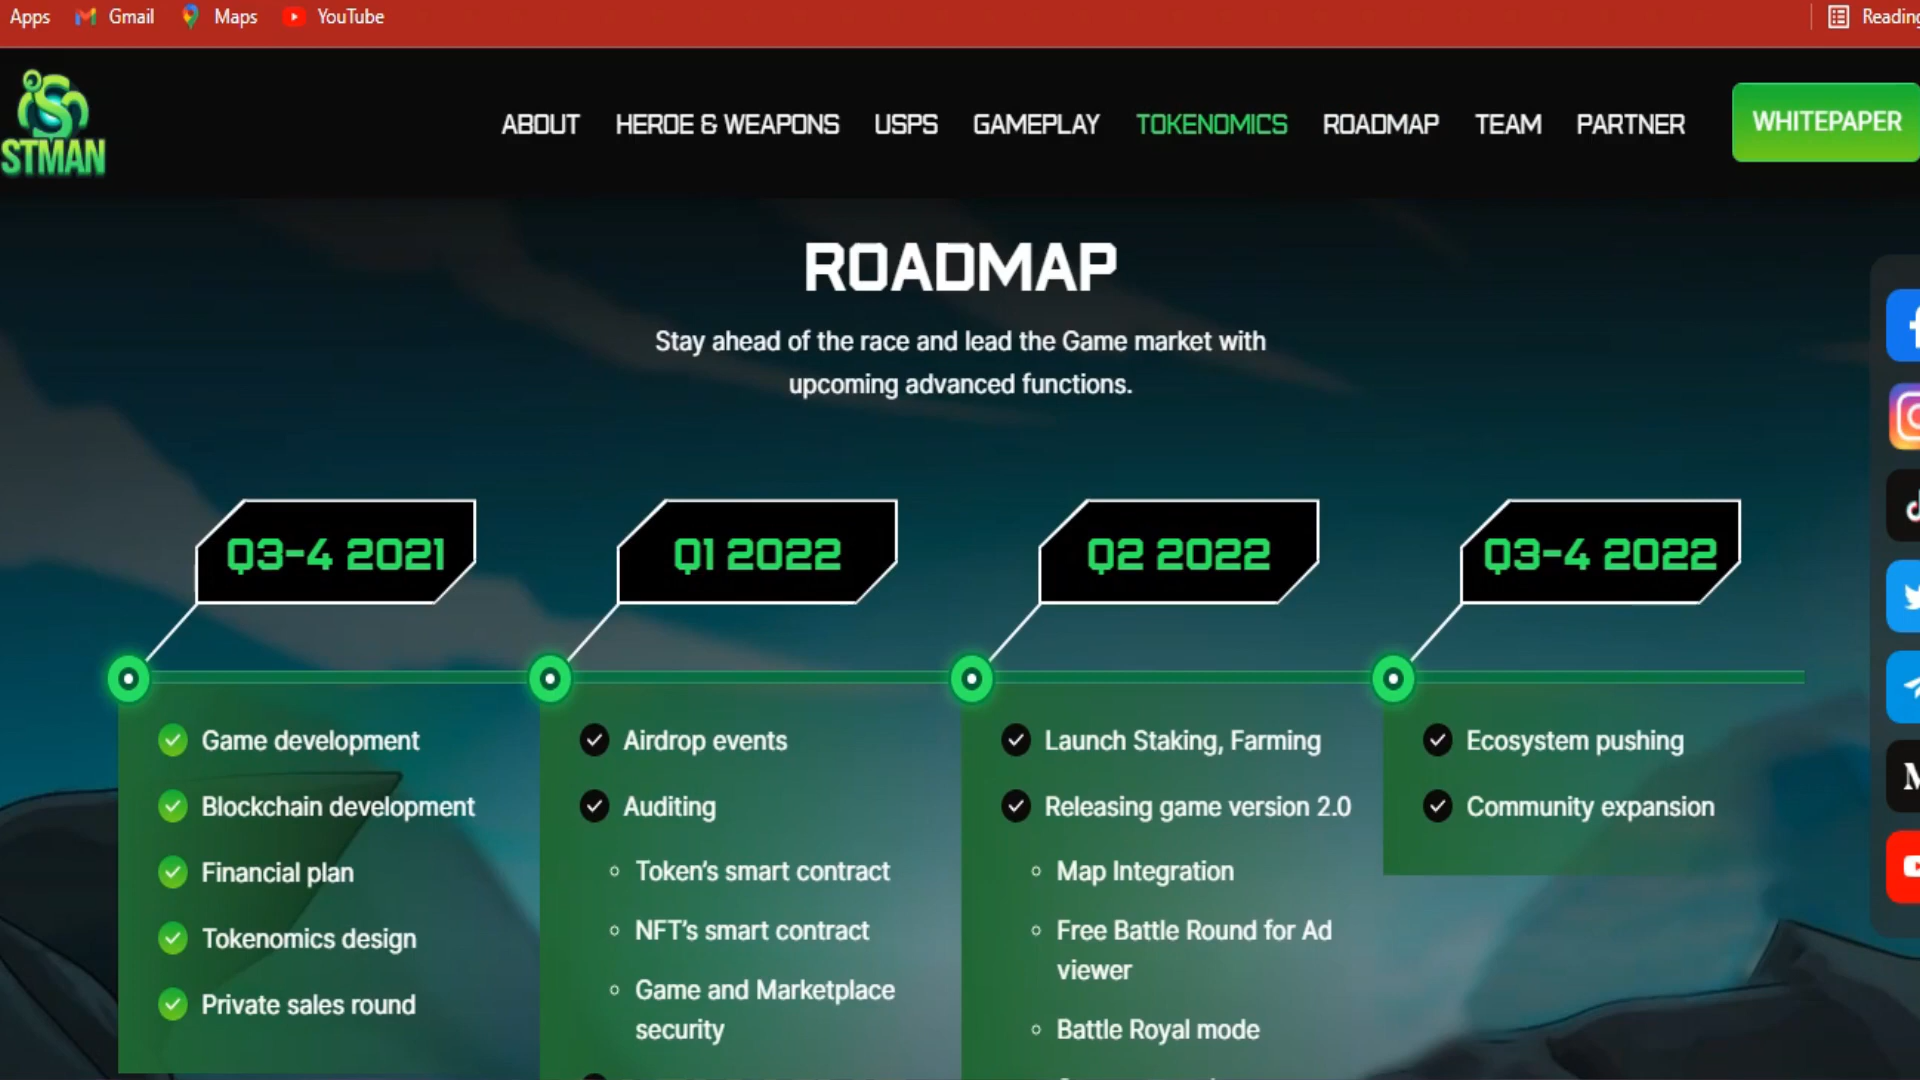 Apps Gmail Maps YouTube
Reading
STMAN
ABOUT HEROE & WEAPONS USPS GAMEPLAY TOKENOMICS ROADMAP TEAM PARTNER WHITEPAPER
ROADMAP
Stay ahead of the race and lead the Game market with
upcoming advanced functions.
Q3-4 2021
Game development
Blockchain development
Financial plan
Tokenomics design
Private sales round
Q1 2022
Airdrop events
Auditing
Token's smart contract
NFT's smart contract
Game and Marketplace
security
Q2 2022
Launch Staking, Farming
Releasing game version 2.0
Map Integration
Free Battle Round for Ad
viewer
Battle Royal mode
Q3-4 2022
Ecosystem pushing
Community expansion